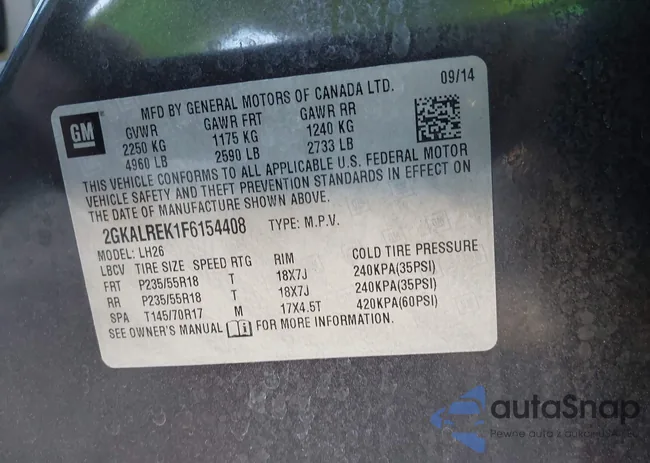 09/14
MFD BY GENERAL MOTORS OF CANADA LTD.
GM
GVWR GAWR FRT GAWR RR
2250 KG 1175 KG 1240 KG
4960 LB 2590 LB 2733 LB
THIS VEHICLE CONFORMS TO ALL APPLICABLE U.S. FEDERAL MOTOR
VEHICLE SAFETY AND THEFT PREVENTION STANDARDS IN EFFECT ON
THE DATE OF MANUFACTURE SHOWN ABOVE.
2GKALREK1F6154408 TYPE: M.P.V.
MODEL: LH26
LBCV TIRE SIZE SPEED RTG RIM COLD TIRE PRESSURE
FRT P235/55R18 T 18X7J 240KPA(35PSI)
RR P235/55R18 T 18X7J 240KPA(35PSI)
SPA T145/70R17 M 17X4.5T 420KPA(60PSI)
SEE OWNER'S MANUAL i FOR MORE INFORMATION.
autaSnap
Pewne auta z